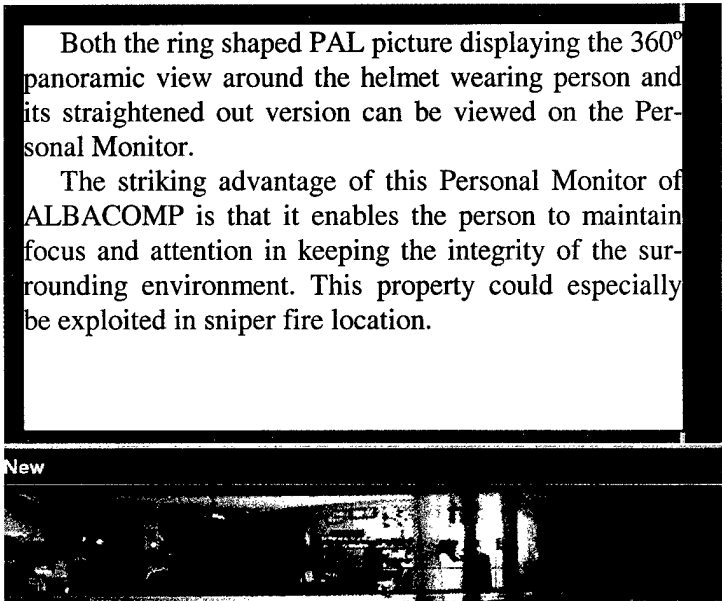 Both the ring shaped PAL picture displaying the 360º
panoramic view around the helmet wearing person and
its straightened out version can be viewed on the Per-
sonal Monitor.
The striking advantage of this Personal Monitor of
ALBACOMP is that it enables the person to maintain
focus and attention in keeping the integrity of the sur-
rounding environment. This property could especially
be exploited in sniper fire location.
New